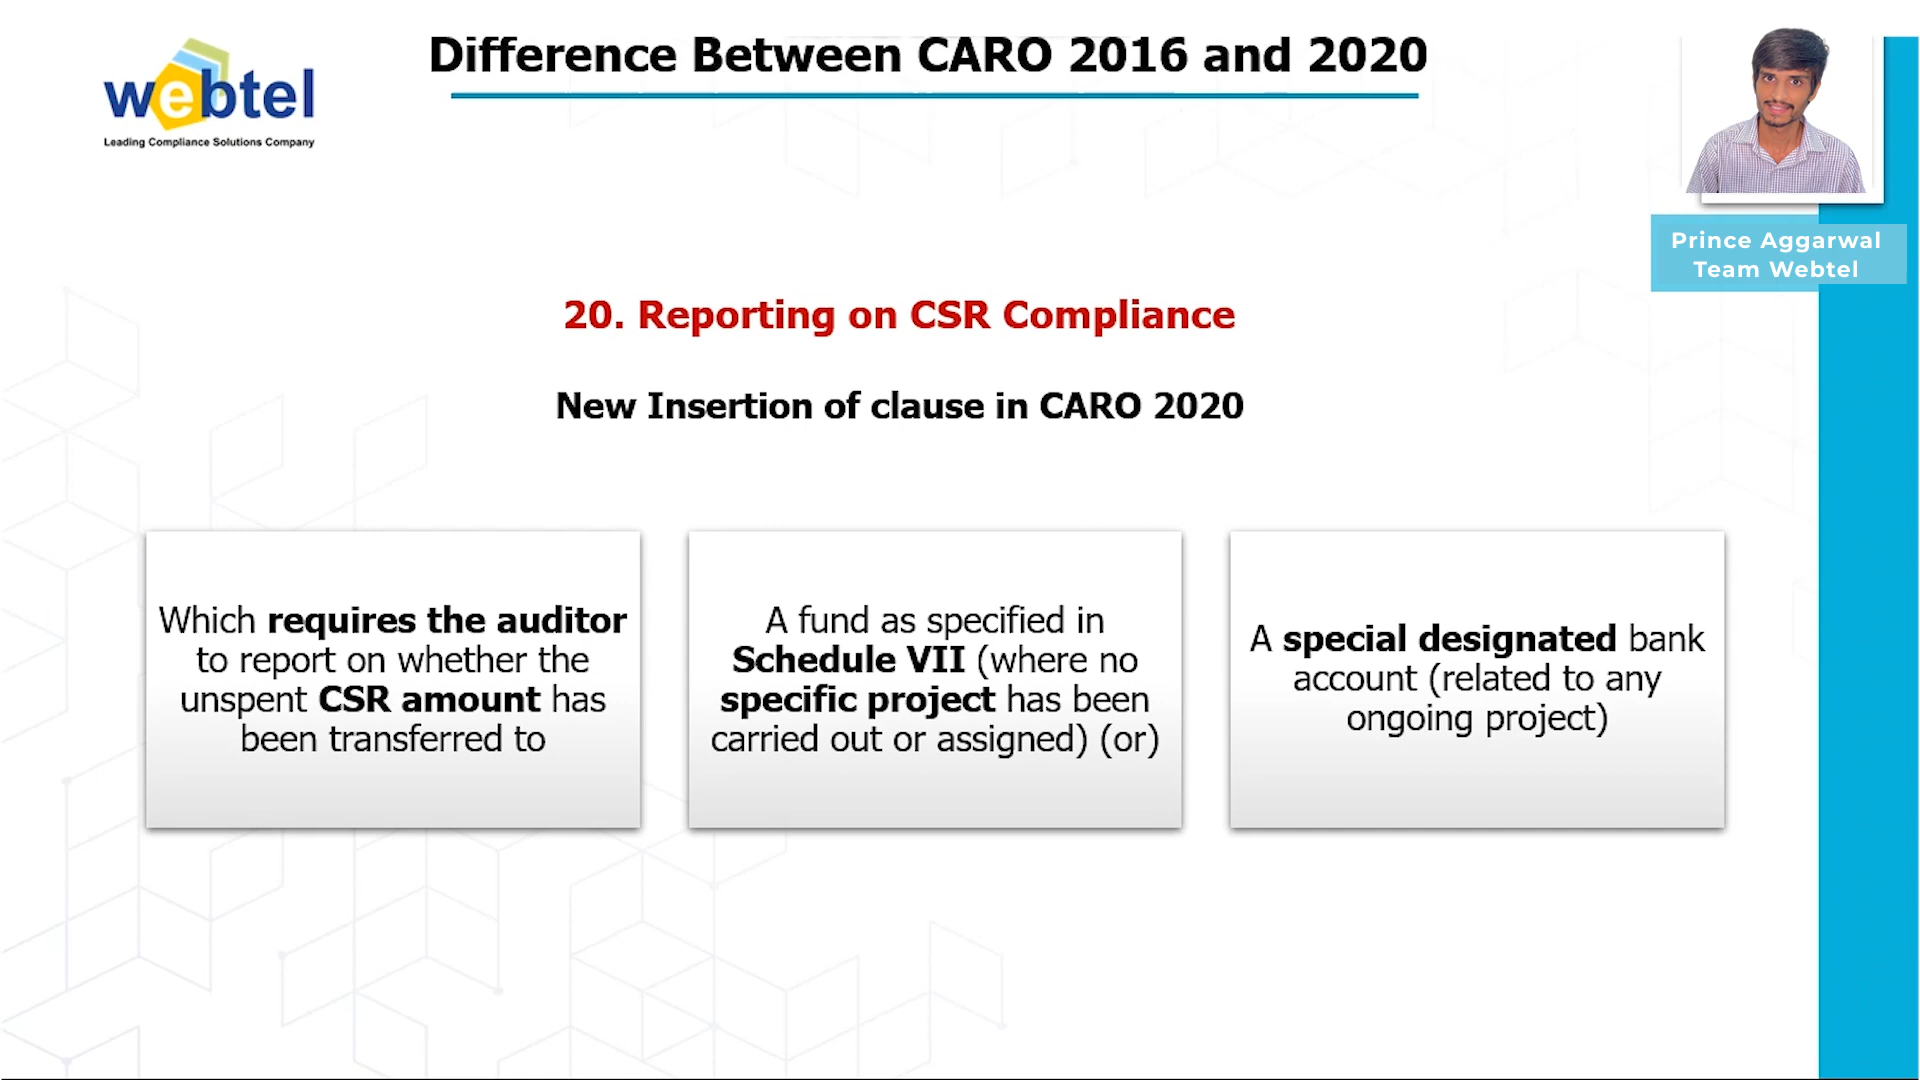 Difference Between CARO 2016 and 2020
webtel
Leading Compliance Solutions Company
Prince Aggarwal
Team Webtel
20. Reporting on CSR Compliance
New Insertion of clause in CARO 2020
Which requires the auditor
to report on whether the
unspent CSR amount has
been transferred to
A fund as specified in
Schedule VII (where no
specific project has been
carried out or assigned) (or)
A special designated bank
account (related to any
ongoing project)